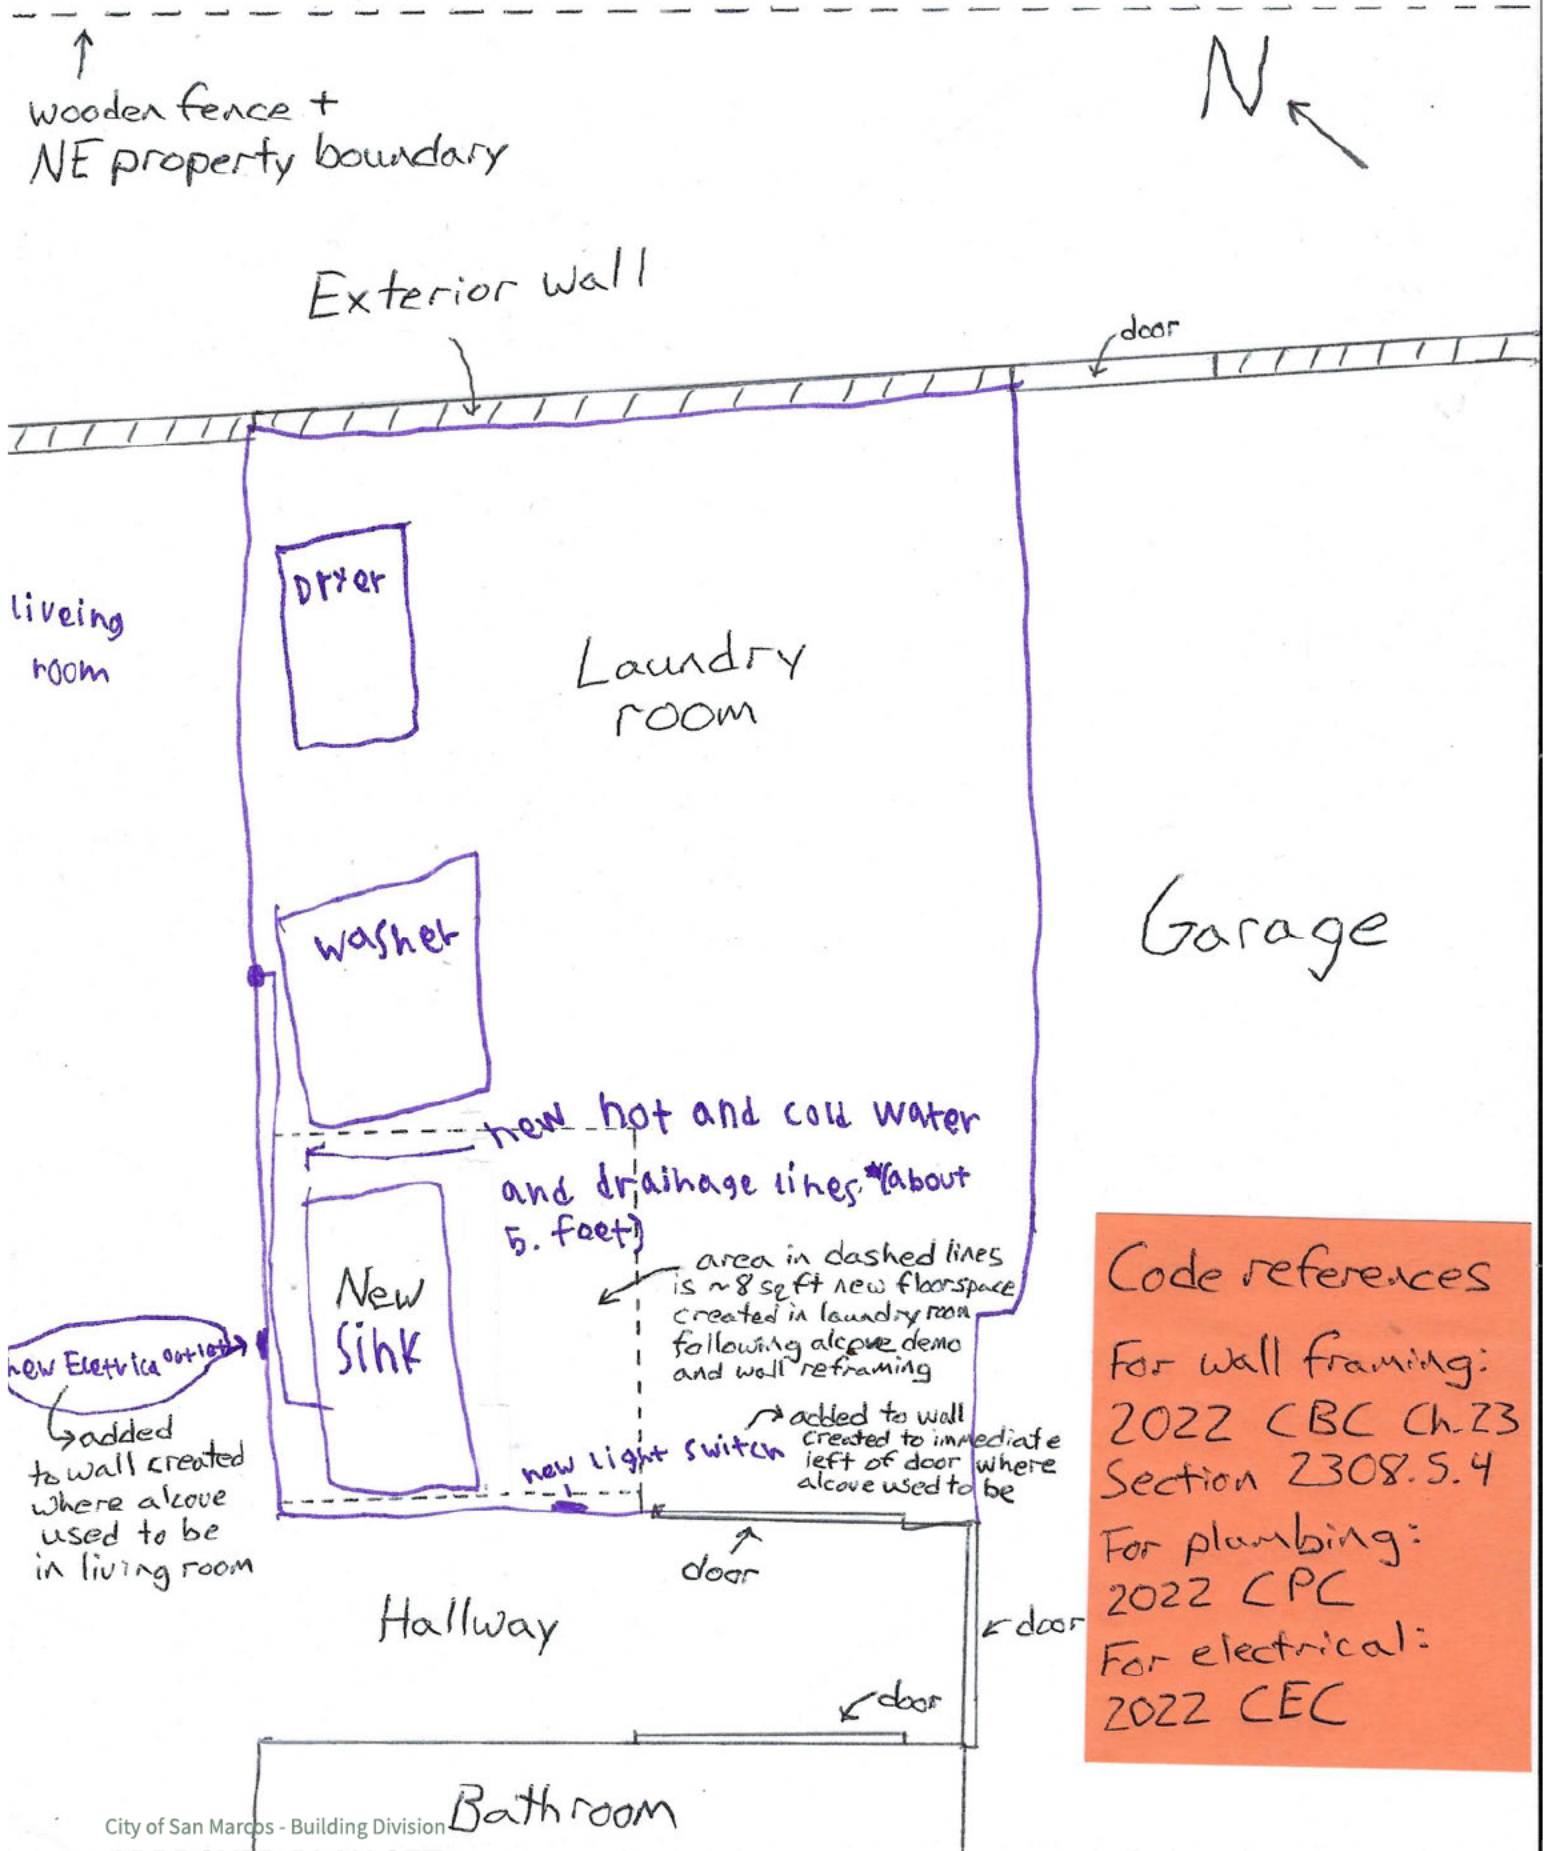 N
wooden fence +
NE property boundary
Exterior wall
door
Dryer
liveing
room
Laundry
room
washer
Garage
new hot and cold water
and drainage lines *(about
5. feet)
New
Sink
area in dashed lines
is ~8 sqft new floorspace
created in laundry room
following alcove demo
and wall reframing
new Eletrica outlet
added
to wall created
where alcove
used to be
in living room
new light switch
added to wall
created to immediate
left of door where
alcove used to be
door
Hallway
door
door
Bathroom
Code references
For wall framing:
2022 CBC Ch.23
Section 2308.5.4
For plumbing:
2022 CPC
For electrical:
2022 CEC
City of San Marcos - Building Division